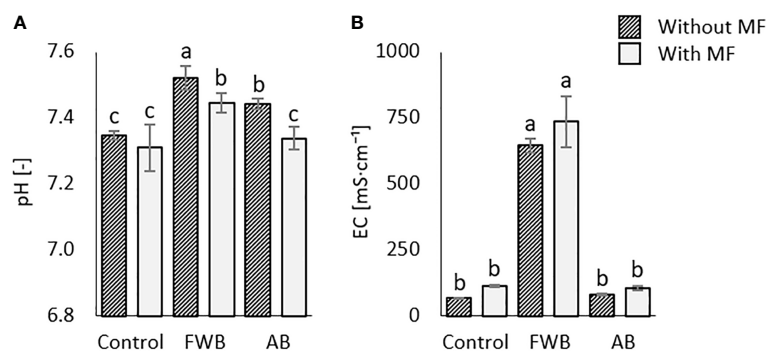 A
7.6
7.4
7.2
7.0
6.8
pH [-]
c
c
a
b
b
c
Control
FWB
AB
B
1000
750
500
250
0
EC [mS·cm⁻¹]
b
b
a
a
b
b
Control
FWB
AB
Without MF
With MF